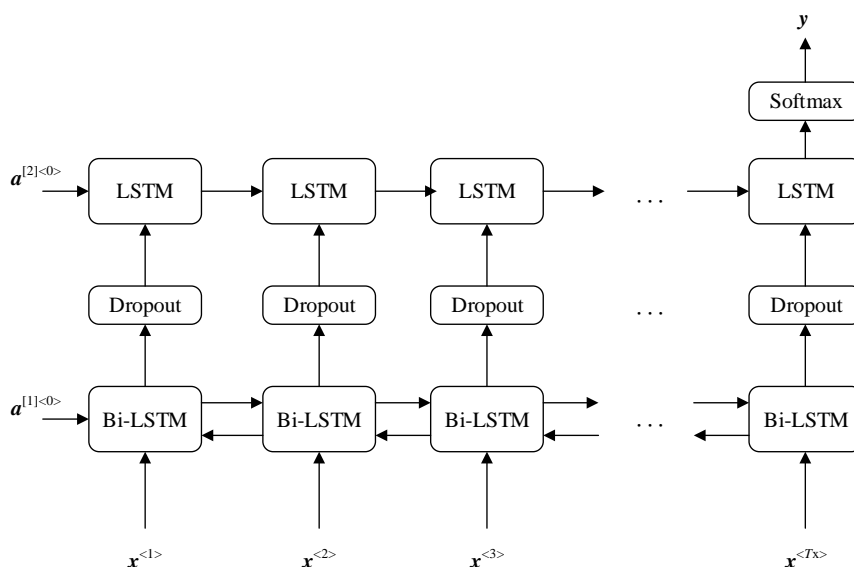 y
Softmax
a[2]<0>
LSTM LSTM LSTM ... LSTM
Dropout Dropout Dropout ... Dropout
a[1]<0>
Bi-LSTM Bi-LSTM Bi-LSTM ... Bi-LSTM
x<1> x<2> x<3> x<Tx>